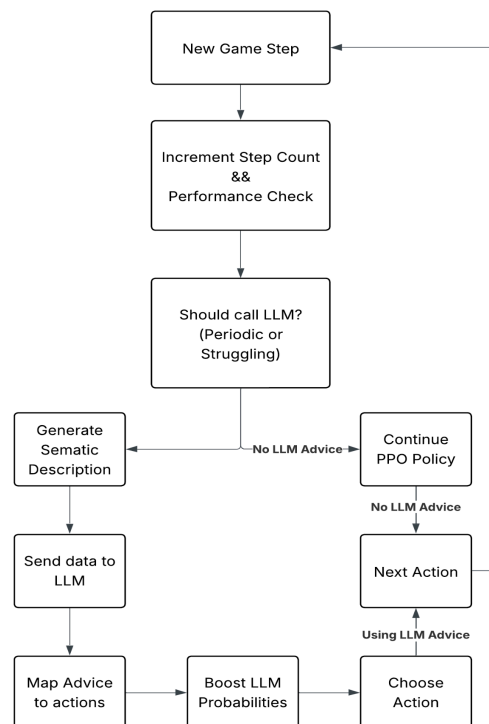 New Game Step
Increment Step Count
&&
Performance Check
Should call LLM?
(Periodic or
Struggling)
Generate
Sematic
Description
No LLM Advice
Continue
PPO Policy
No LLM Advice
Send data to
LLM
Next Action
Using LLM Advice
Map Advice
to actions
Boost LLM
Probabilities
Choose
Action